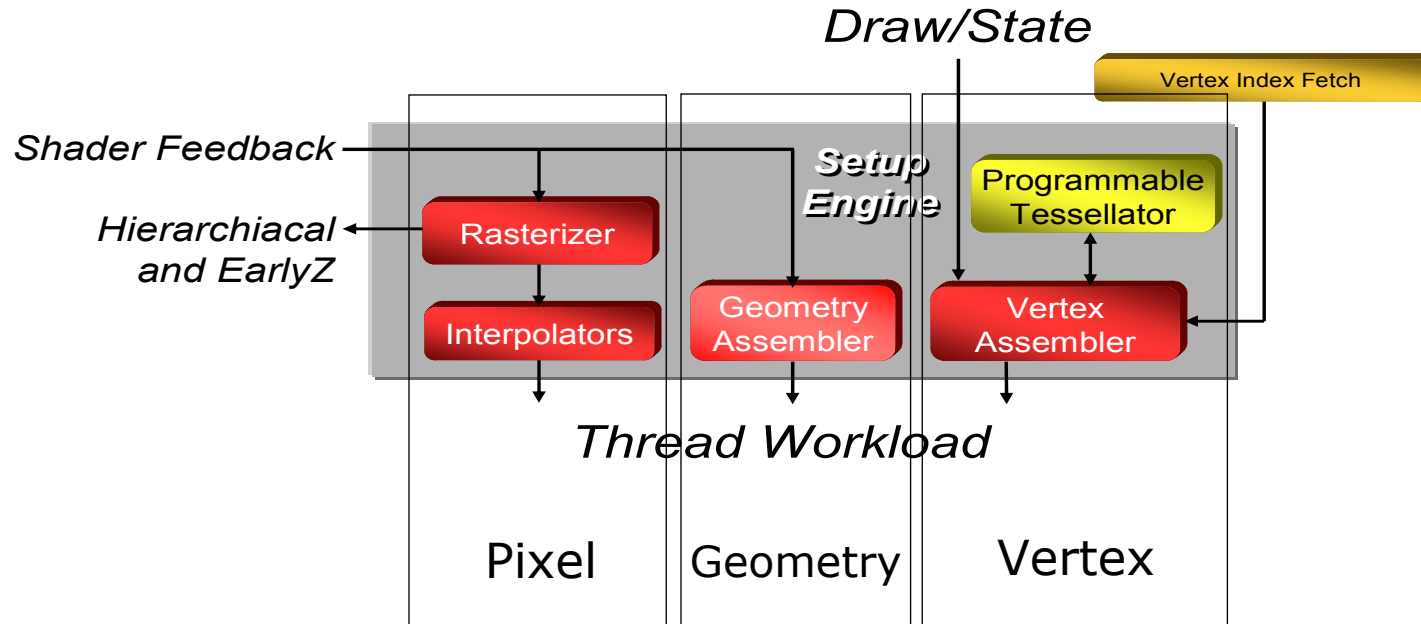 Draw/State
Vertex Index Fetch
Shader Feedback
Setup
Engine
Programmable
Tessellator
Hierarchiacal
and EarlyZ
Rasterizer
Interpolators
Geometry
Assembler
Vertex
Assembler
Thread Workload
Pixel
Geometry
Vertex